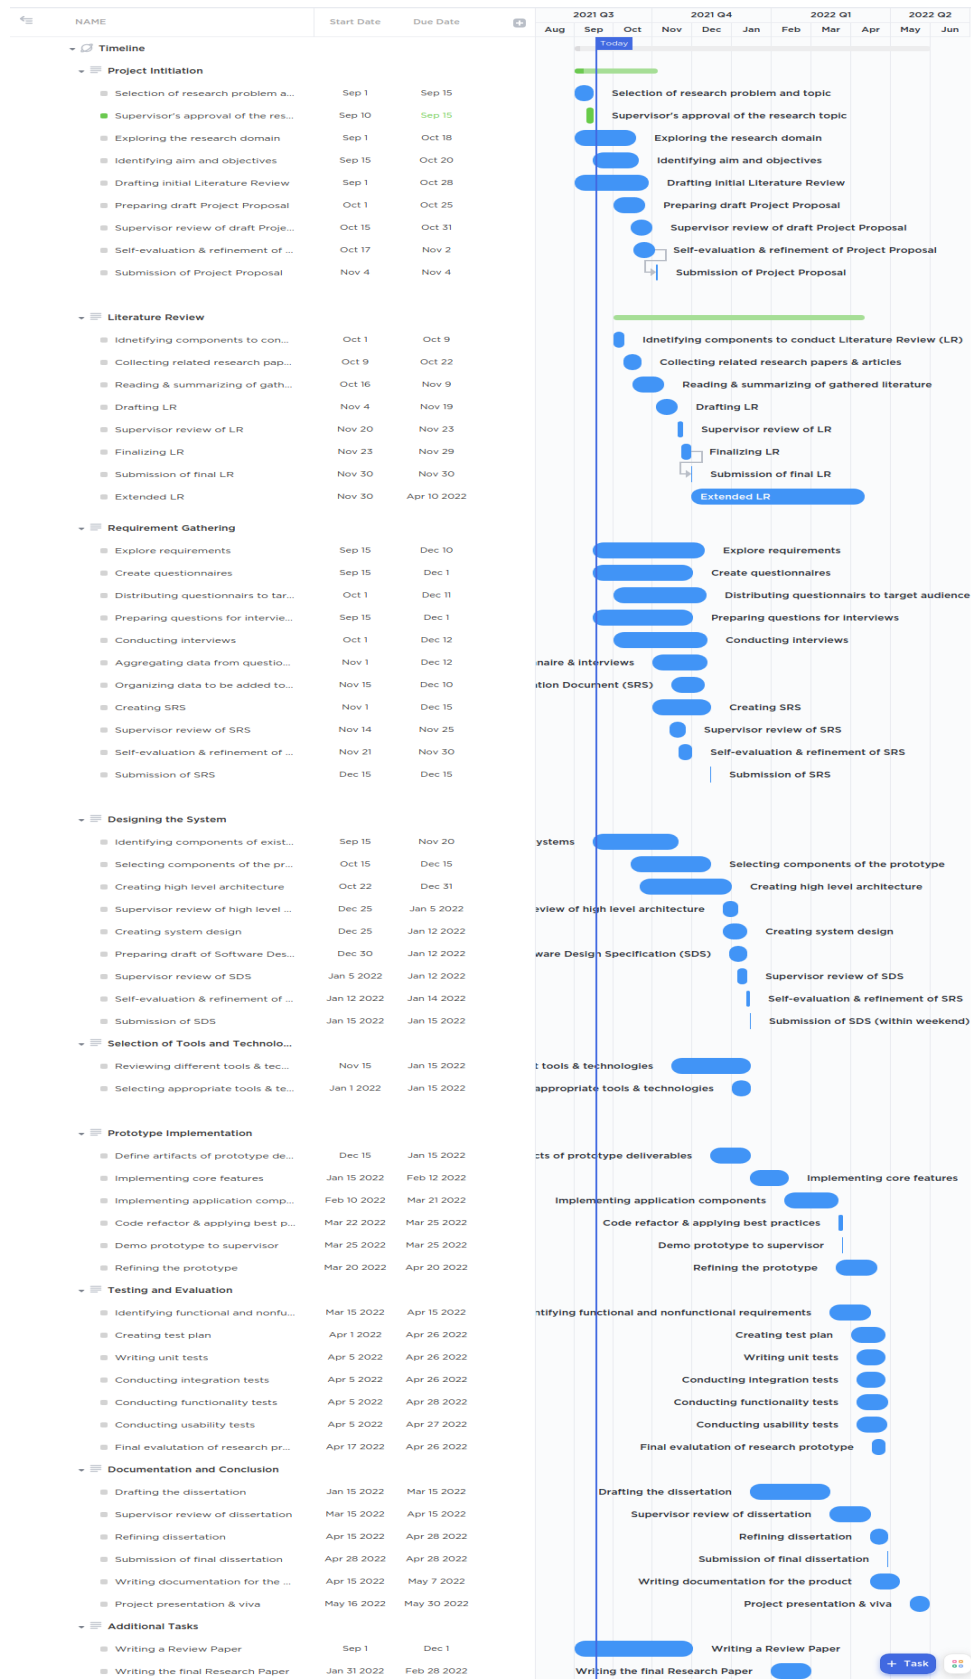 NAME Start Date Due Date 2021 Q3 2021 Q4 2022 Q1 2022 Q2
Aug Sep Oct Nov Dec Jan Feb Mar Apr May Jun
Today
Timeline
Project Intitiation
Selection of research problem a... Sep 1 Sep 15 Selection of research problem and topic
Supervisor's approval of the res... Sep 10 Sep 15 Supervisor's approval of the research topic
Exploring the research domain Sep 1 Oct 18 Exploring the research domain
Identifying aim and objectives Sep 15 Oct 20 Identifying aim and objectives
Drafting initial Literature Review Sep 1 Oct 28 Drafting initial Literature Review
Preparing draft Project Proposal Oct 1 Oct 25 Preparing draft Project Proposal
Supervisor review of draft Proje... Oct 15 Oct 31 Supervisor review of draft Project Proposal
Self-evaluation & refinement of ... Oct 17 Nov 2 Self-evaluation & refinement of Project Proposal
Submission of Project Proposal Nov 4 Nov 4 Submission of Project Proposal
Literature Review
Idnetifying components to con... Oct 1 Oct 9 Idnetifying components to conduct Literature Review (LR)
Collecting related research pap... Oct 9 Oct 22 Collecting related research papers & articles
Reading & summarizing of gath... Oct 16 Nov 9 Reading & summarizing of gathered literature
Drafting LR Nov 4 Nov 19 Drafting LR
Supervisor review of LR Nov 20 Nov 23 Supervisor review of LR
Finalizing LR Nov 23 Nov 29 Finalizing LR
Submission of final LR Nov 30 Nov 30 Submission of final LR
Extended LR Nov 30 Apr 10 2022 Extended LR
Requirement Gathering
Explore requirements Sep 15 Dec 10 Explore requirements
Create questionnaires Sep 15 Dec 1 Create questionnaires
Distributing questionnairs to tar... Oct 1 Dec 11 Distributing questionnairs to target audience
Preparing questions for intervie... Sep 15 Dec 1 Preparing questions for interviews
Conducting interviews Oct 1 Dec 12 Conducting interviews
Aggregating data from questio... Nov 1 Dec 12 nnaire & interviews
Organizing data to be added to... Nov 15 Dec 10 ation Document (SRS)
Creating SRS Nov 1 Dec 15 Creating SRS
Supervisor review of SRS Nov 14 Nov 25 Supervisor review of SRS
Self-evaluation & refinement of ... Nov 21 Nov 30 Self-evaluation & refinement of SRS
Submission of SRS Dec 15 Dec 15 Submission of SRS
Designing the System
Identifying components of exist... Sep 15 Nov 20 ystems
Selecting components of the pr... Oct 15 Dec 15 Selecting components of the prototype
Creating high level architecture Oct 22 Dec 31 Creating high level architecture
Supervisor review of high level ... Dec 25 Jan 5 2022 eview of high level architecture
Creating system design Dec 25 Jan 12 2022 Creating system design
Preparing draft of Software Des... Dec 30 Jan 12 2022 ware Design Specification (SDS)
Supervisor review of SDS Jan 5 2022 Jan 12 2022 Supervisor review of SDS
Self-evaluation & refinement of ... Jan 12 2022 Jan 14 2022 Self-evaluation & refinement of SRS
Submission of SDS Jan 15 2022 Jan 15 2022 Submission of SDS (within weekend)
Selection of Tools and Technolo...
Reviewing different tools & tec... Nov 15 Jan 15 2022 t tools & technologies
Selecting appropriate tools & te... Jan 1 2022 Jan 15 2022 appropriate tools & technologies
Prototype Implementation
Define artifacts of prototype de... Dec 15 Jan 15 2022 cts of prototype deliverables
Implementing core features Jan 15 2022 Feb 12 2022 Implementing core features
Implementing application comp... Feb 10 2022 Mar 21 2022 Implementing application components
Code refactor & applying best p... Mar 22 2022 Mar 25 2022 Code refactor & applying best practices
Demo prototype to supervisor Mar 25 2022 Mar 25 2022 Demo prototype to supervisor
Refining the prototype Mar 20 2022 Apr 20 2022 Refining the prototype
Testing and Evaluation
Identifying functional and nonfu... Mar 15 2022 Apr 15 2022 ntifying functional and nonfunctional requirements
Creating test plan Apr 1 2022 Apr 26 2022 Creating test plan
Writing unit tests Apr 5 2022 Apr 26 2022 Writing unit tests
Conducting integration tests Apr 5 2022 Apr 26 2022 Conducting integration tests
Conducting functionality tests Apr 5 2022 Apr 28 2022 Conducting functionality tests
Conducting usability tests Apr 5 2022 Apr 27 2022 Conducting usability tests
Final evalutation of research pr... Apr 17 2022 Apr 26 2022 Final evalutation of research prototype
Documentation and Conclusion
Drafting the dissertation Jan 15 2022 Mar 15 2022 Drafting the dissertation
Supervisor review of dissertation Mar 15 2022 Apr 15 2022 Supervisor review of dissertation
Refining dissertation Apr 15 2022 Apr 28 2022 Refining dissertation
Submission of final dissertation Apr 28 2022 Apr 28 2022 Submission of final dissertation
Writing documentation for the ... Apr 15 2022 May 7 2022 Writing documentation for the product
Project presentation & viva May 16 2022 May 30 2022 Project presentation & viva
Additional Tasks
Writing a Review Paper Sep 1 Dec 1 Writing a Review Paper
+ Task
Writing the final Research Paper Jan 31 2022 Feb 28 2022 Writing the final Research Paper